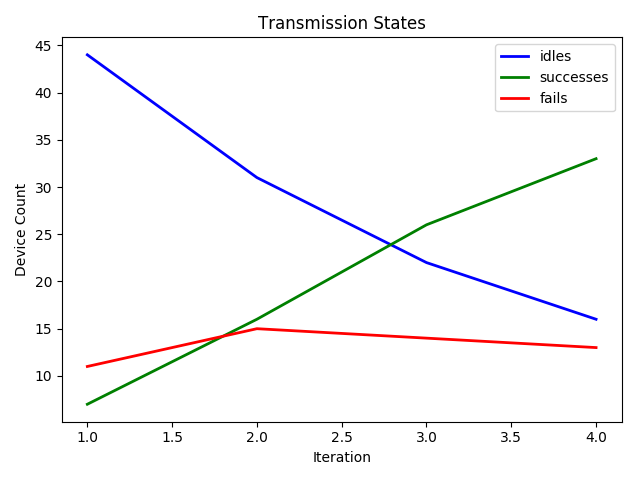 Transmission States
45
40
35
30
25
20
15
10
Device Count
idles
successes
fails
1.0 1.5 2.0 2.5 3.0 3.5 4.0
Iteration